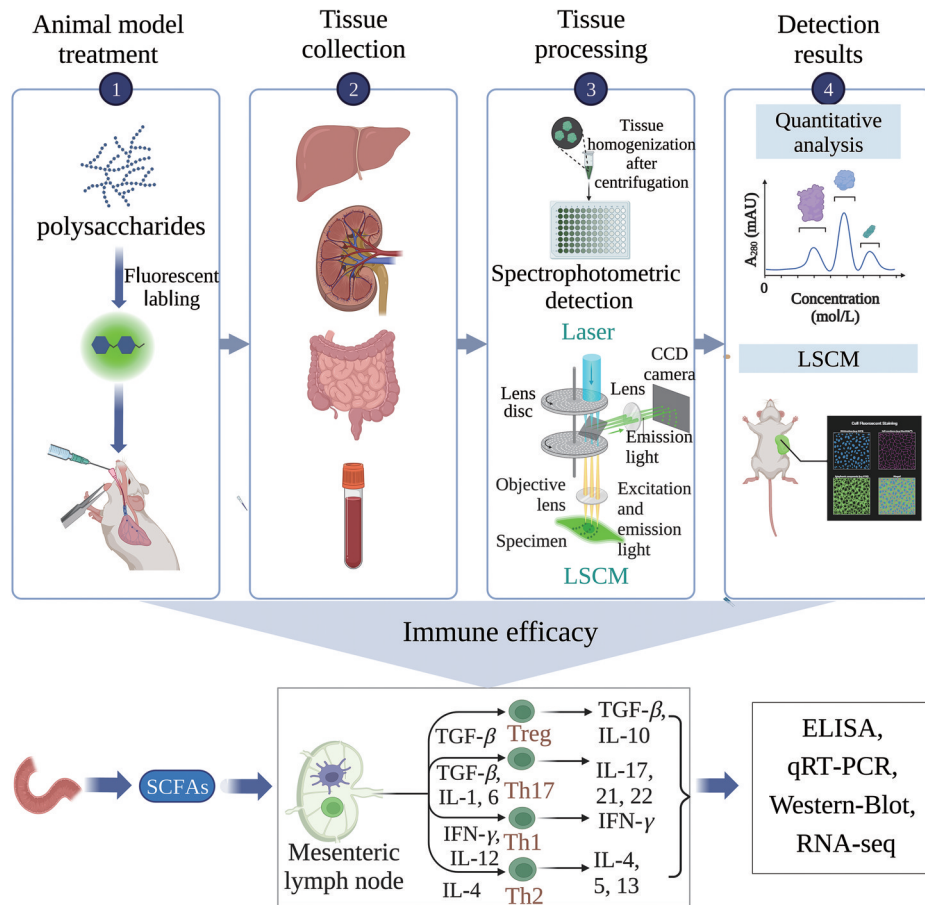 Animal model
treatment
Tissue
collection
Tissue
processing
Detection
results
1
2
3
4
polysaccharides
Fluorescent
labling
Tissue
homogenization
after
centrifugation
Spectrophotometric
detection
Laser
CCD
camera
Lens
Lens
disc
Emission
light
Objective
lens
Excitation
and
emission
light
Specimen
LSCM
Quantitative
analysis
A280 (mAU)
0
Concentration
(mol/L)
LSCM
Cell Fluorescent Staining
Immune efficacy
SCFAs
Mesenteric
lymph node
TGF-β
Treg
TGF-β,
IL-10
TGF-β,
IL-1, 6
Th17
IL-17,
21, 22
IFN-γ,
IL-12
Th1
IFN-γ
IL-4
Th2
IL-4,
5, 13
ELISA,
qRT-PCR,
Western-Blot,
RNA-seq